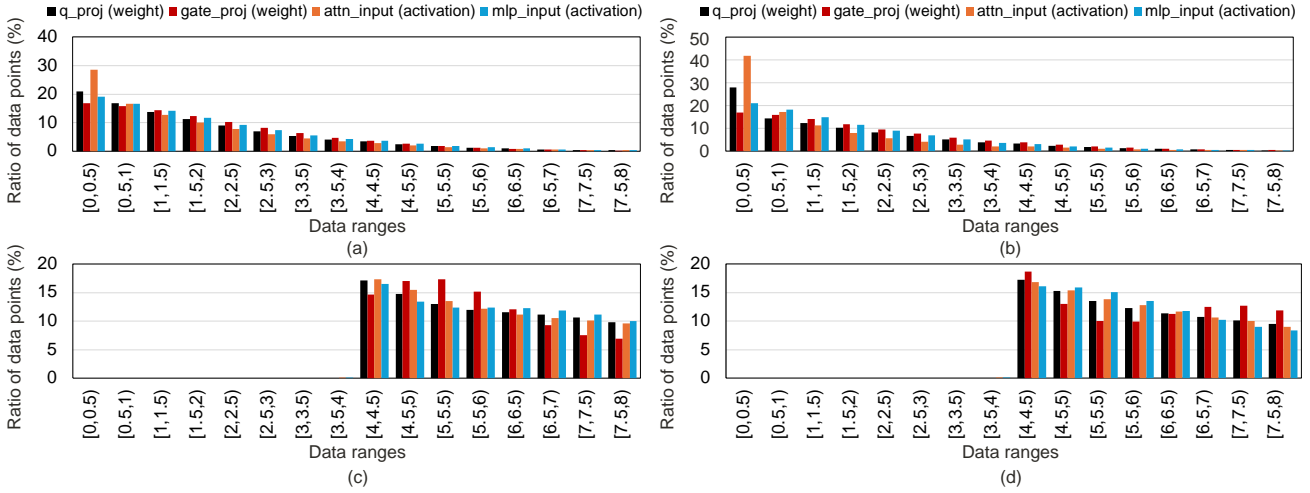 q_proj (weight) gate_proj (weight) attn_input (activation) mlp_input (activation)
Ratio of data points (%)
40
30
20
10
0
[0,0.5) [0.5,1) [1,1.5) [1.5,2) [2,2.5) [2.5,3) [3,3.5) [3.5,4) [4,4.5) [4.5,5.5) [5,5.5) [5.5,6) [6,6.5) [6.5,7) [7,7.5) [7.5,8)
Data ranges
(a)
q_proj (weight) gate_proj (weight) attn_input (activation) mlp_input (activation)
Ratio of data points (%)
50
40
30
20
10
0
[0,0.5) [0.5,1) [1,1.5) [1.5,2) [2,2.5) [2.5,3) [3,3.5) [3.5,4) [4,4.5) [4.5,5.5) [5,5.5) [5.5,6) [6,6.5) [6.5,7) [7,7.5) [7.5,8)
Data ranges
(b)
Ratio of data points (%)
20
15
10
5
0
[0,0.5) [0.5,1) [1,1.5) [1.5,2) [2,2.5) [2.5,3) [3,3.5) [3.5,4) [4,4.5) [4.5,5.5) [5,5.5) [5.5,6) [6,6.5) [6.5,7) [7,7.5) [7.5,8)
Data ranges
(c)
Ratio of data points (%)
20
15
10
5
0
[0,0.5) [0.5,1) [1,1.5) [1.5,2) [2,2.5) [2.5,3) [3,3.5) [3.5,4) [4,4.5) [4.5,5.5) [5,5.5) [5.5,6) [6,6.5) [6.5,7) [7,7.5) [7.5,8)
Data ranges
(d)